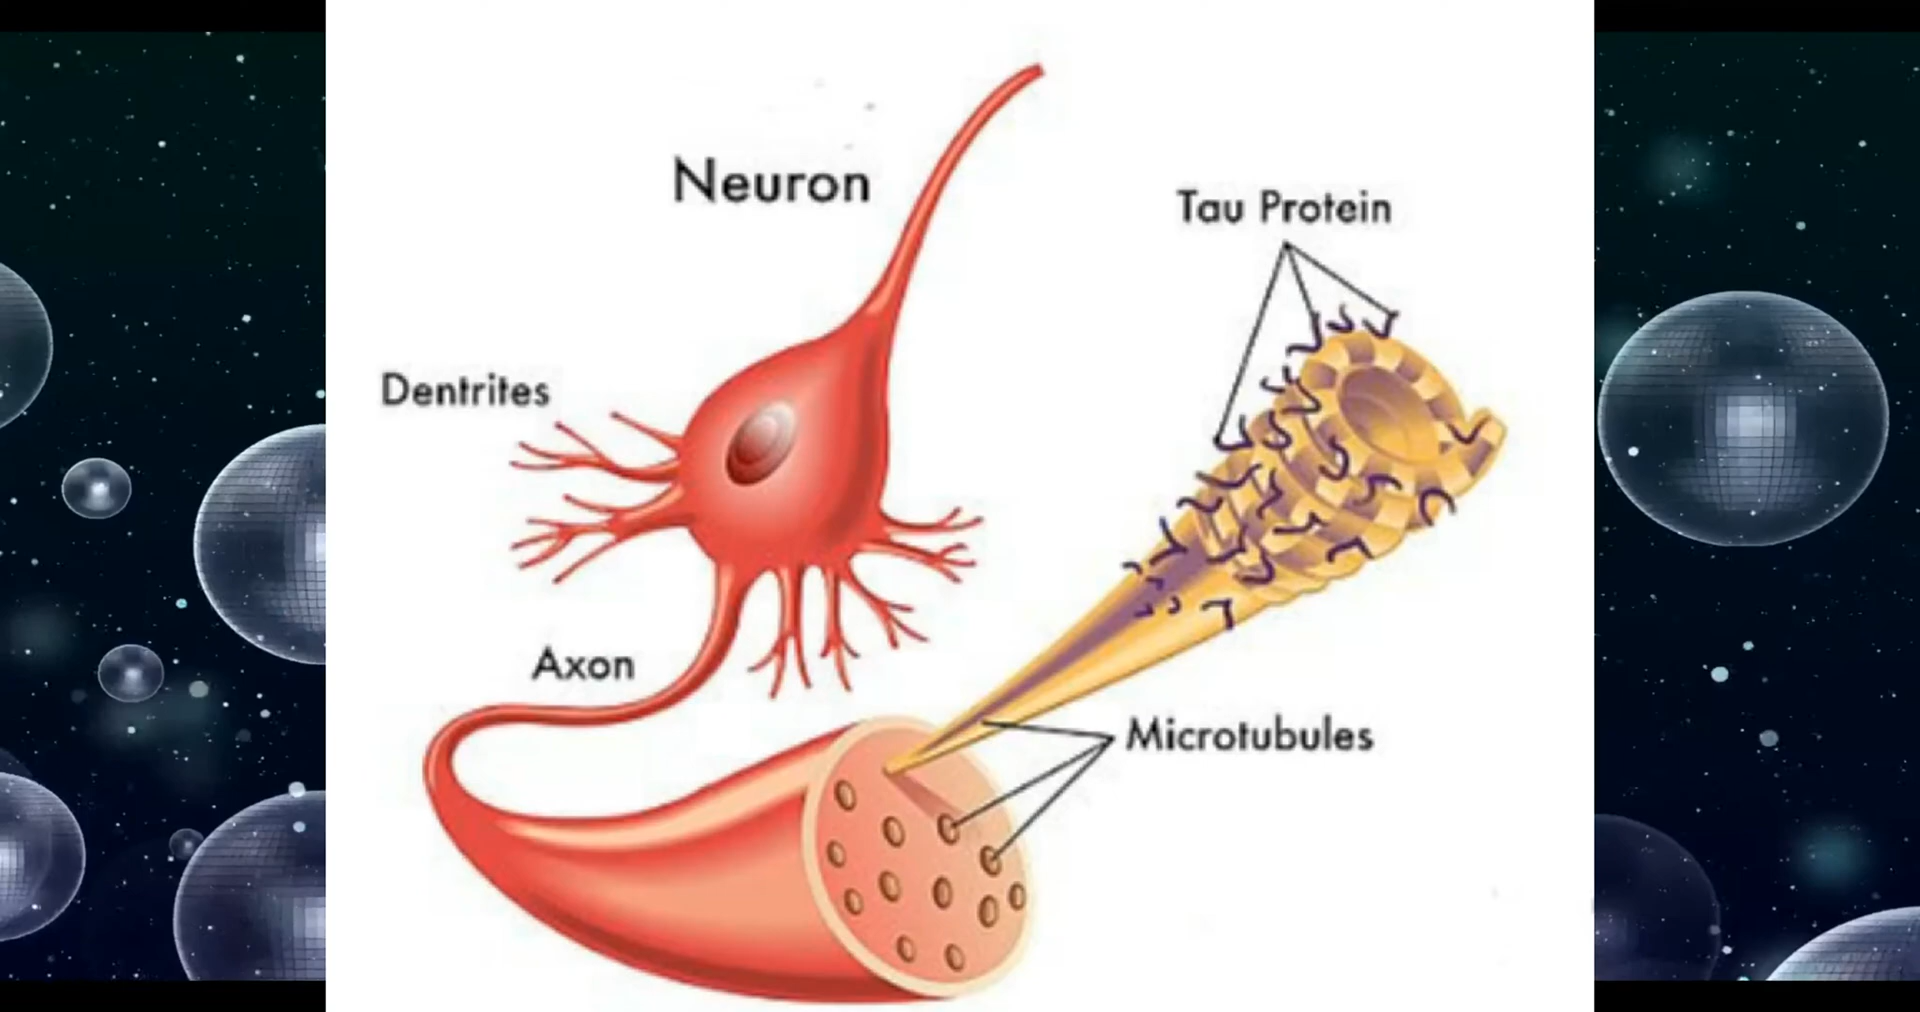 Neuron
Tau Protein
Dentrites
Axon
Microtubules